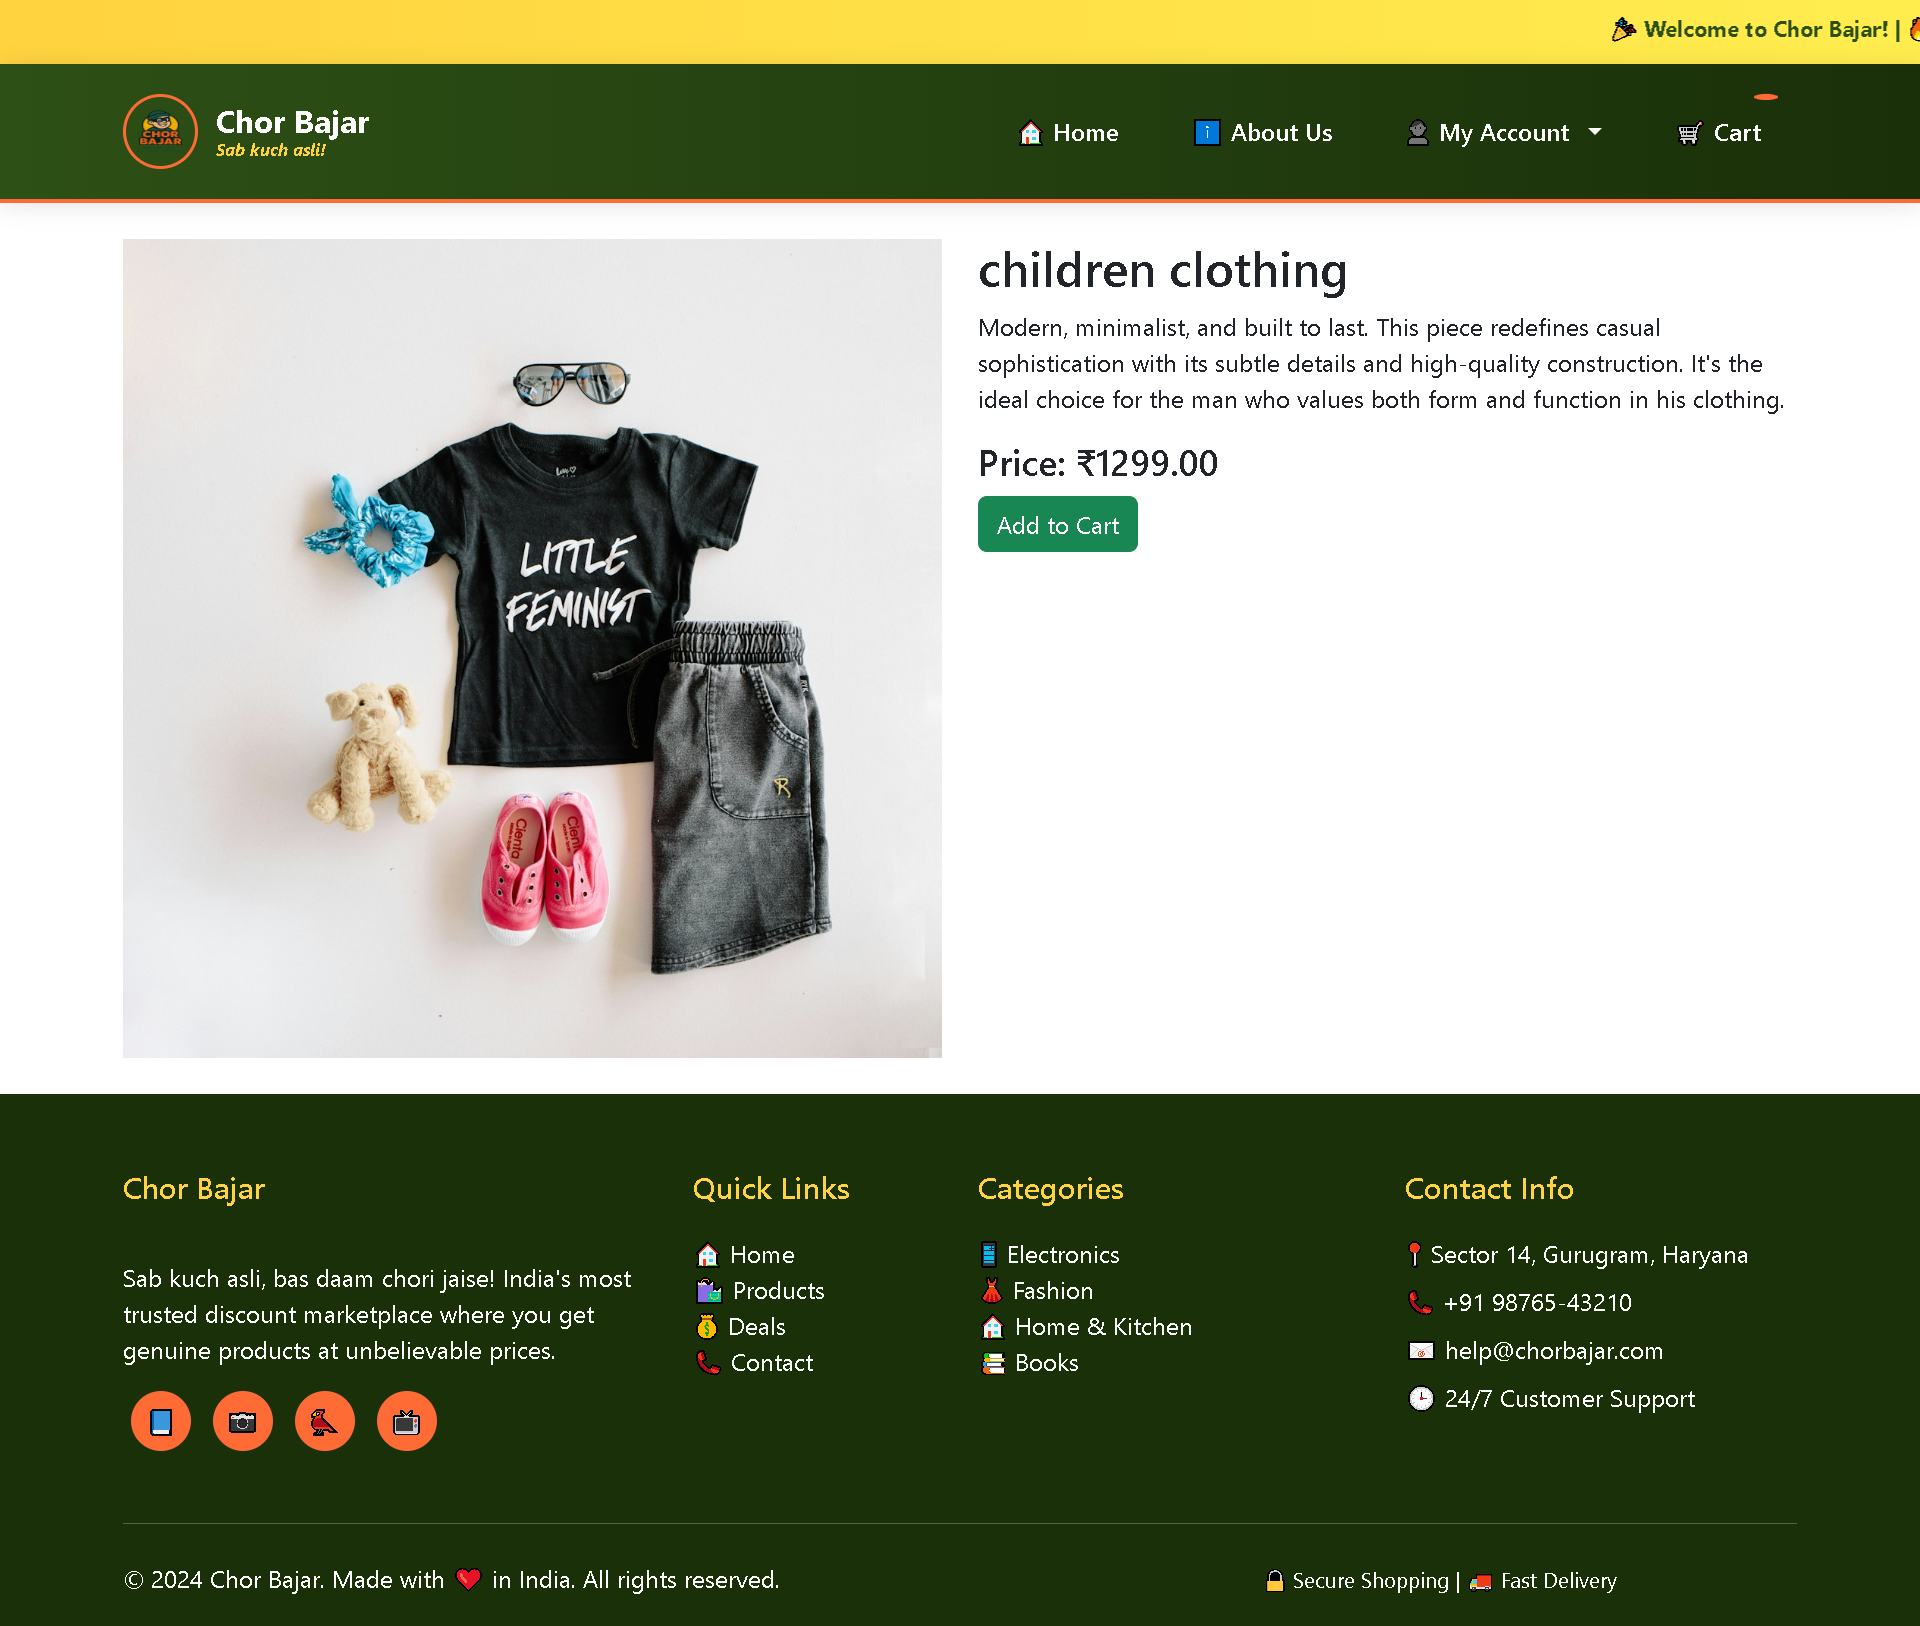 🎉 Welcome to Chor Bajar! | 🔥
CHOR
BAJAR
Chor Bajar
Sab kuch asli!
🏠 Home
ℹ️ About Us
👤 My Account
🛒 Cart
children clothing
Modern, minimalist, and built to last. This piece redefines casual
sophistication with its subtle details and high-quality construction. It's the
ideal choice for the man who values both form and function in his clothing.
Price: ₹1299.00
Add to Cart
LITTLE
FEMINIST
R
Cienta
Cienta
Chor Bajar
Sab kuch asli, bas daam chori jaise! India's most
trusted discount marketplace where you get
genuine products at unbelievable prices.
Quick Links
🏠 Home
🛍️ Products
💰 Deals
📞 Contact
Categories
📱 Electronics
👗 Fashion
🏠 Home & Kitchen
📚 Books
Contact Info
📍 Sector 14, Gurugram, Haryana
📞 +91 98765-43210
📧 help@chorbajar.com
🕒 24/7 Customer Support
© 2024 Chor Bajar. Made with ❤️ in India. All rights reserved.
🔒 Secure Shopping | 🚚 Fast Delivery